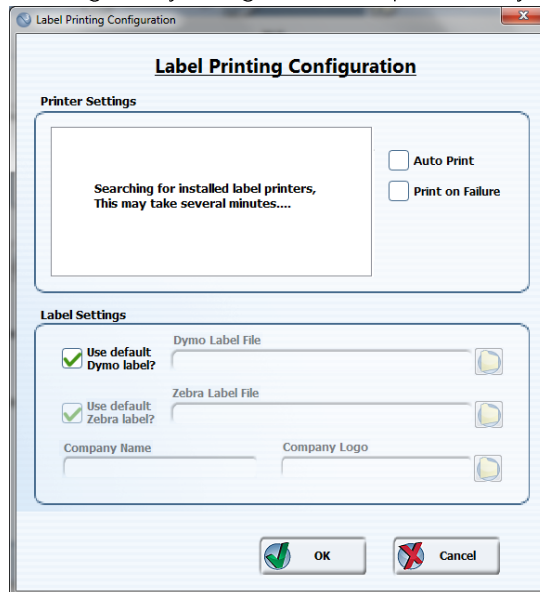 Label Printing Configuration
Label Printing Configuration
Printer Settings
Searching for installed label printers,
This may take several minutes....
Auto Print
Print on Failure
Label Settings
Use default
Dymo label?
Dymo Label File
Use default
Zebra label?
Zebra Label File
Company Name
Company Logo
OK
Cancel